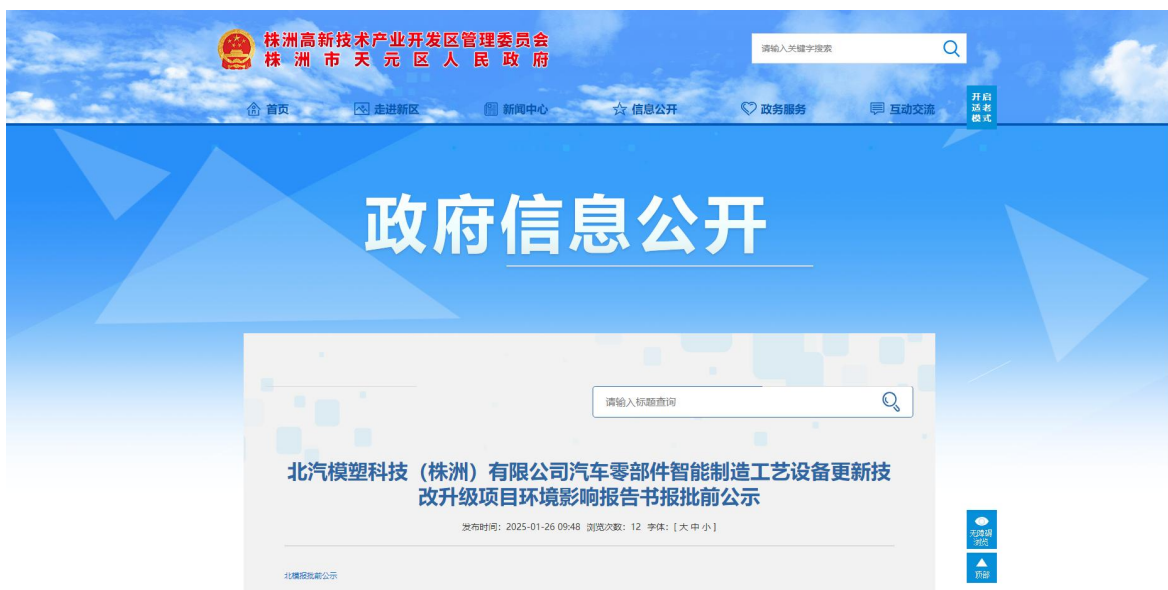 株洲高新技术产业开发区管理委员会
株洲市天元区人民政府
请输入关键字搜索
首页 走进新区 新闻中心 信息公开 政务服务 互动交流
开启
适老
模式
政府信息公开
请输入标题查询
北汽模塑科技（株洲）有限公司汽车零部件智能制造工艺设备更新技
改升级项目环境影响报告书报批前公示
发布时间：2025-01-26 09:48 浏览次数：12 字体：[ 大 中 小 ]
无障碍
浏览
顶部
北模报批前公示